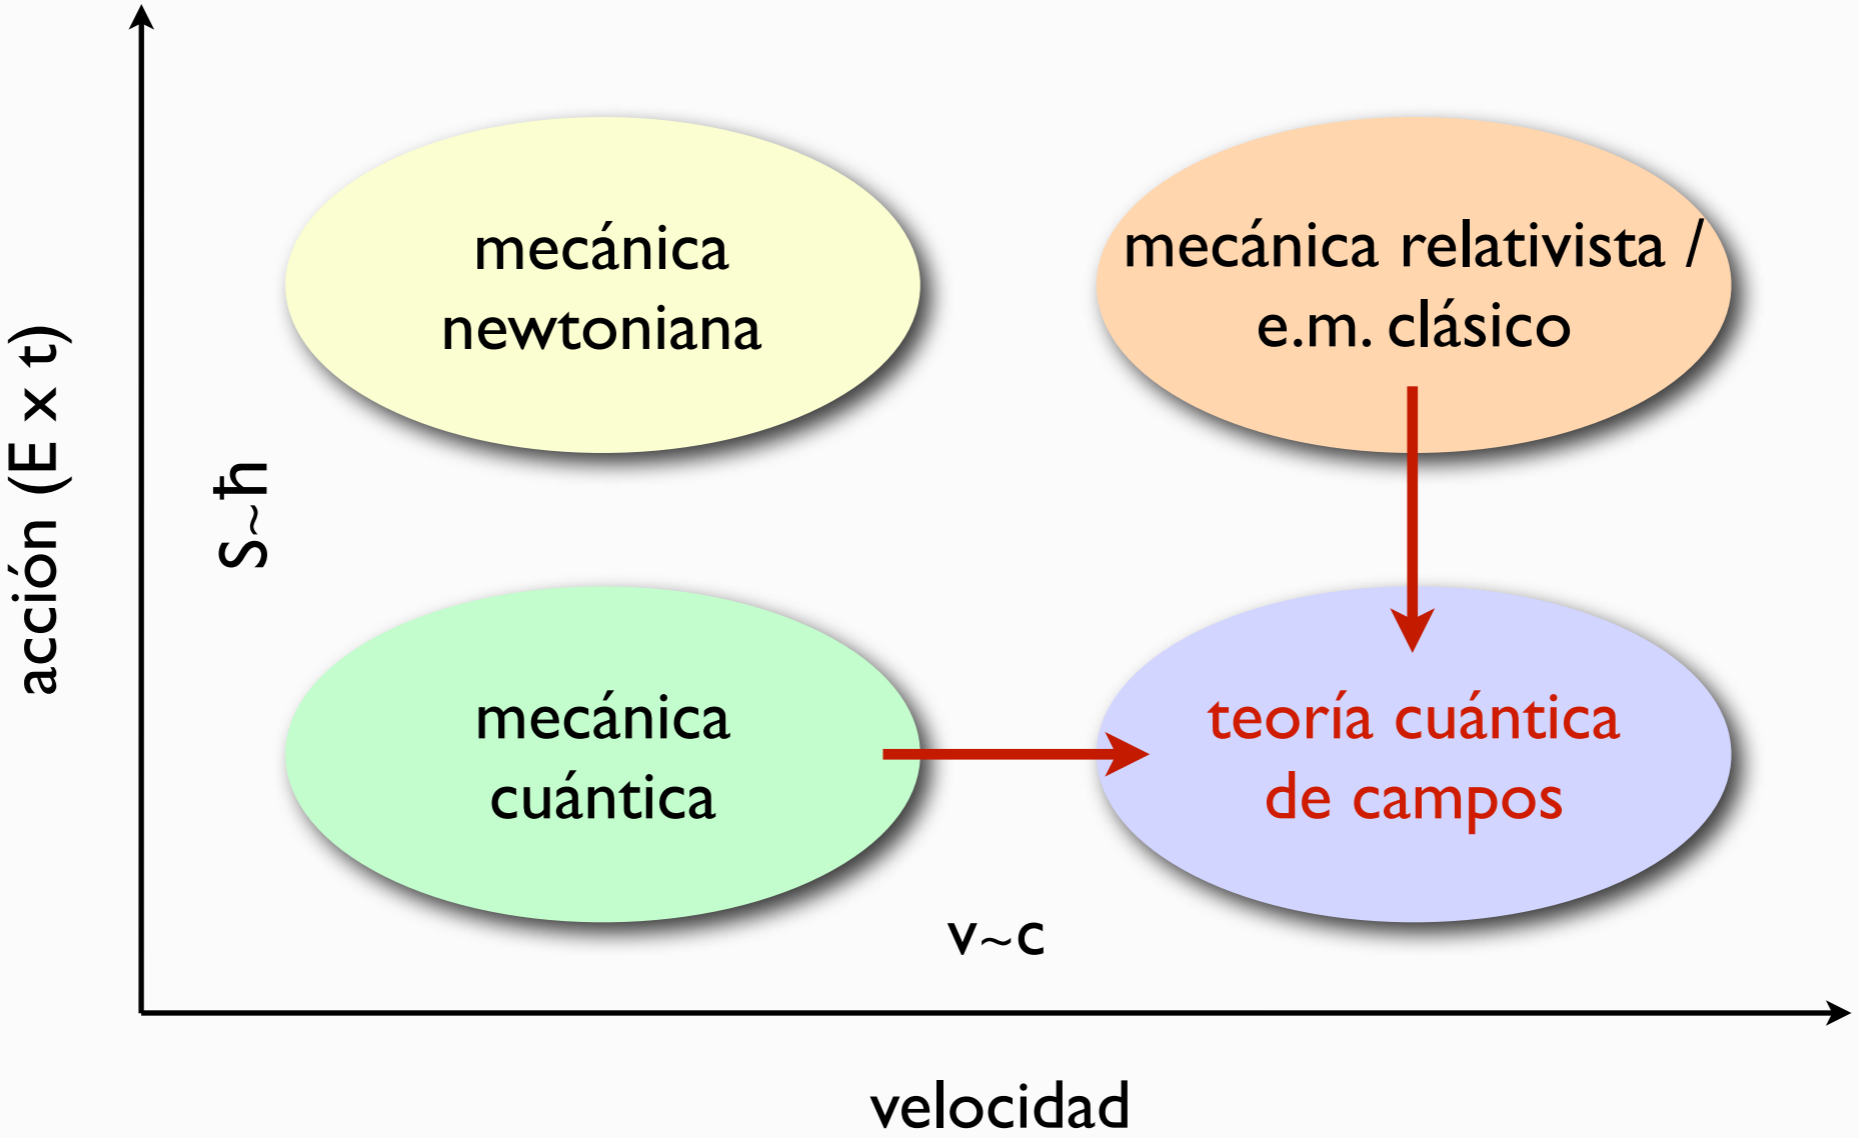 acción (E x t)
S~ħ
mecánica
newtoniana
mecánica relativista /
e.m. clásico
mecánica
cuántica
teoría cuántica
de campos
v~c
velocidad